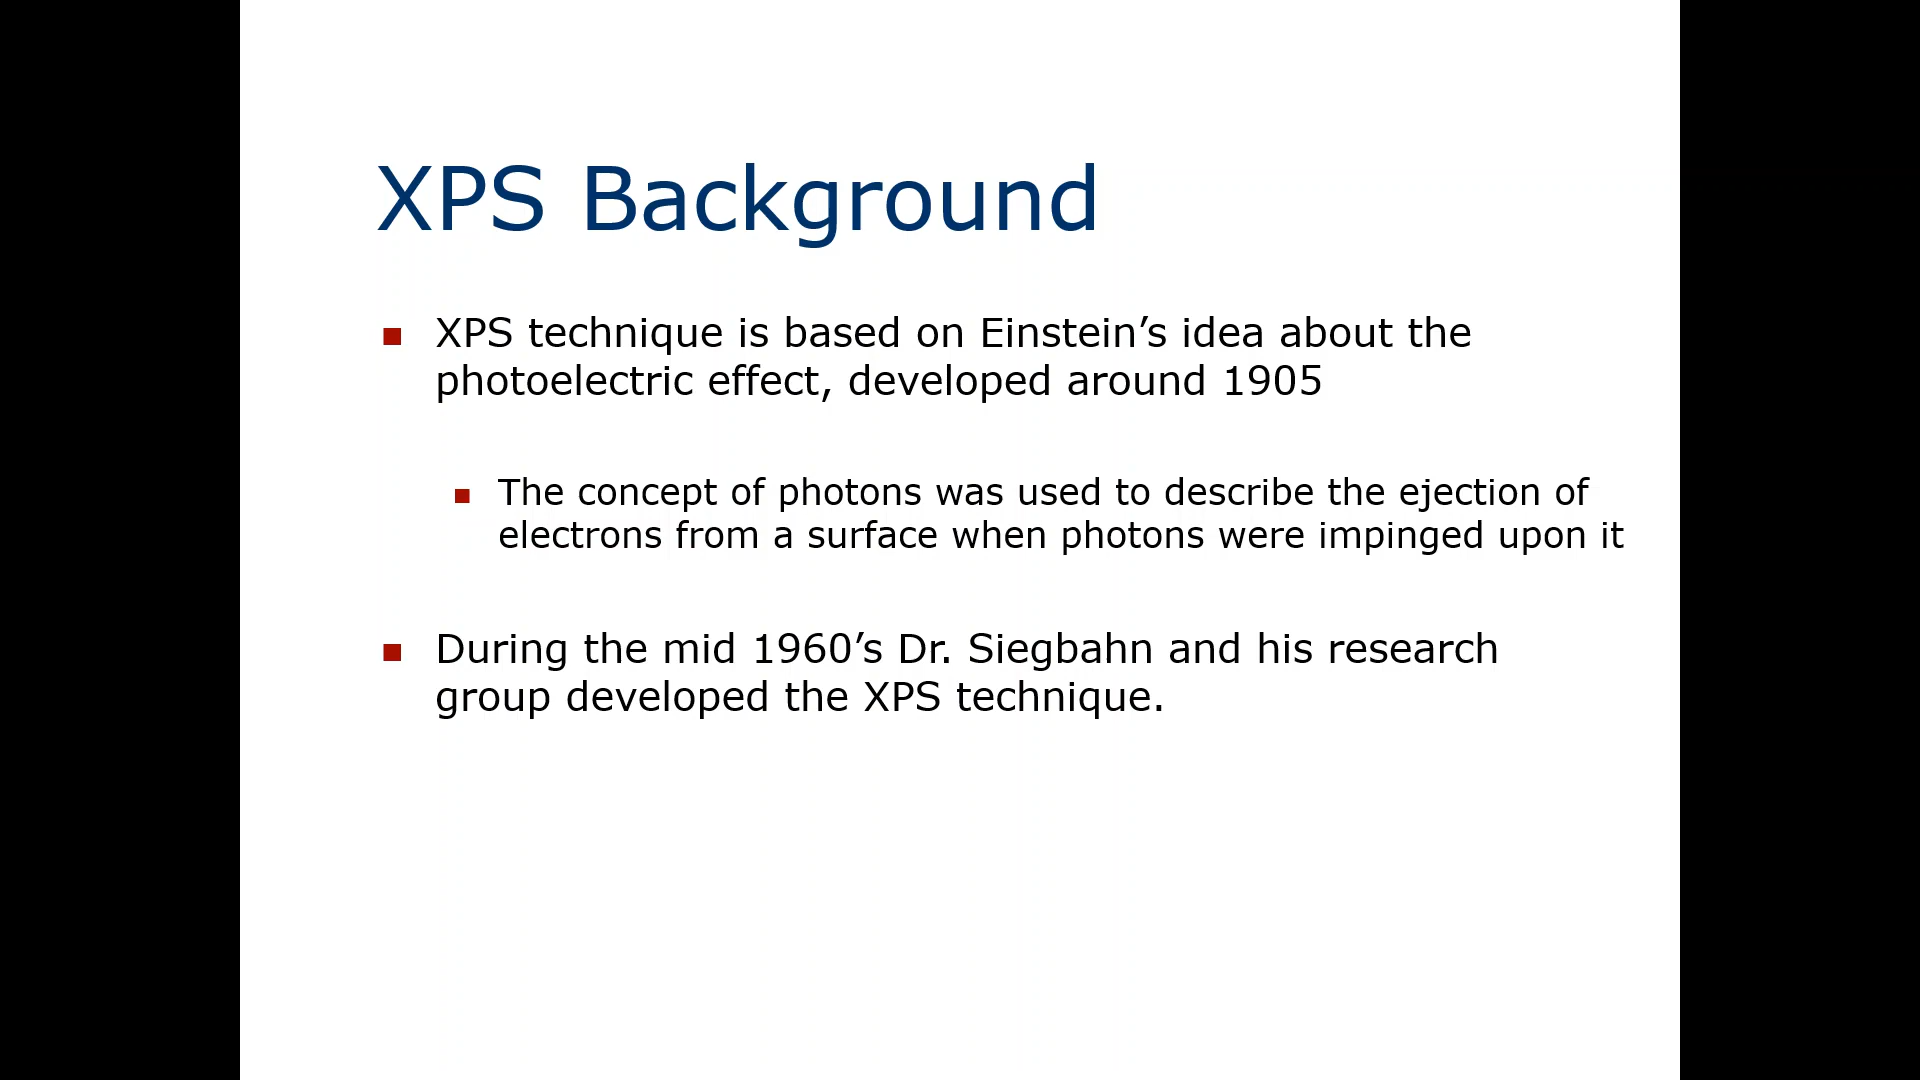 XPS Background
XPS technique is based on Einstein’s idea about the
photoelectric effect, developed around 1905
The concept of photons was used to describe the ejection of
electrons from a surface when photons were impinged upon it
During the mid 1960’s Dr. Siegbahn and his research
group developed the XPS technique.